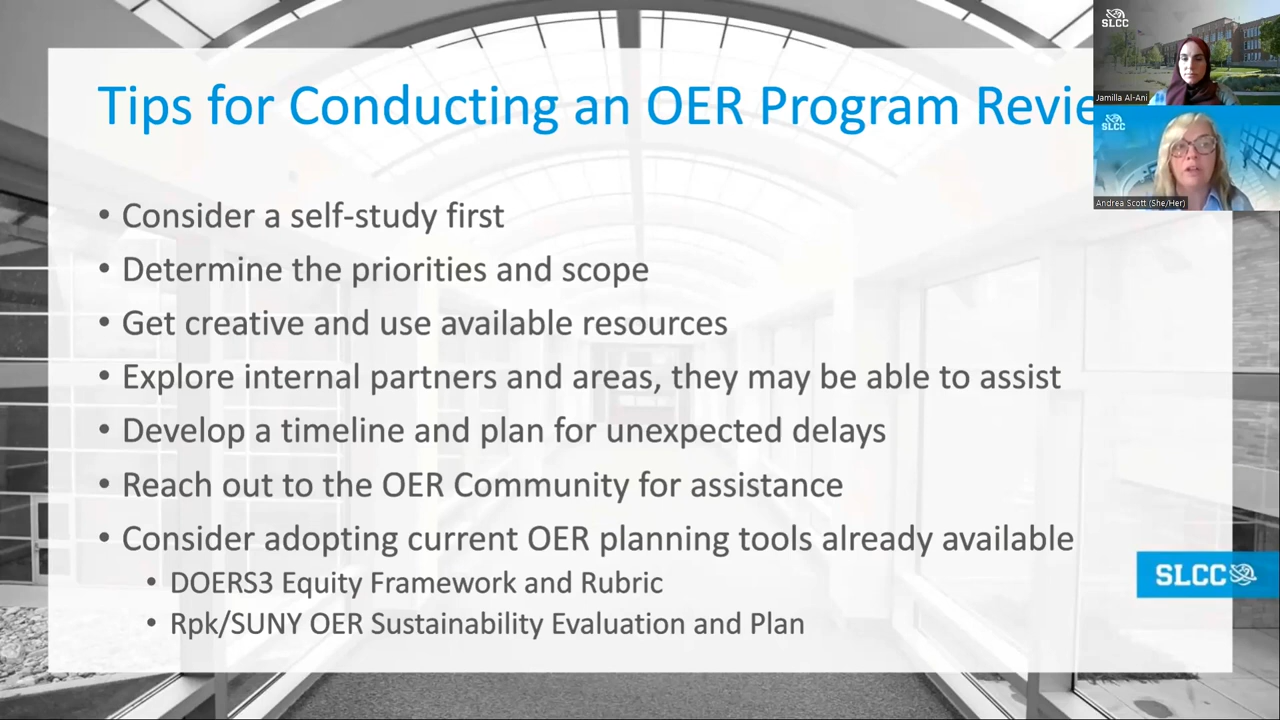 Tips for Conducting an OER Program Revie
• Consider a self-study first
• Determine the priorities and scope
• Get creative and use available resources
• Explore internal partners and areas, they may be able to assist
• Develop a timeline and plan for unexpected delays
• Reach out to the OER Community for assistance
• Consider adopting current OER planning tools already available
• DOERS3 Equity Framework and Rubric
• Rpk/SUNY OER Sustainability Evaluation and Plan
SLCC
SLCC
Jamilla Al-Ani
SLCC
Andrea Scott (She/Her)